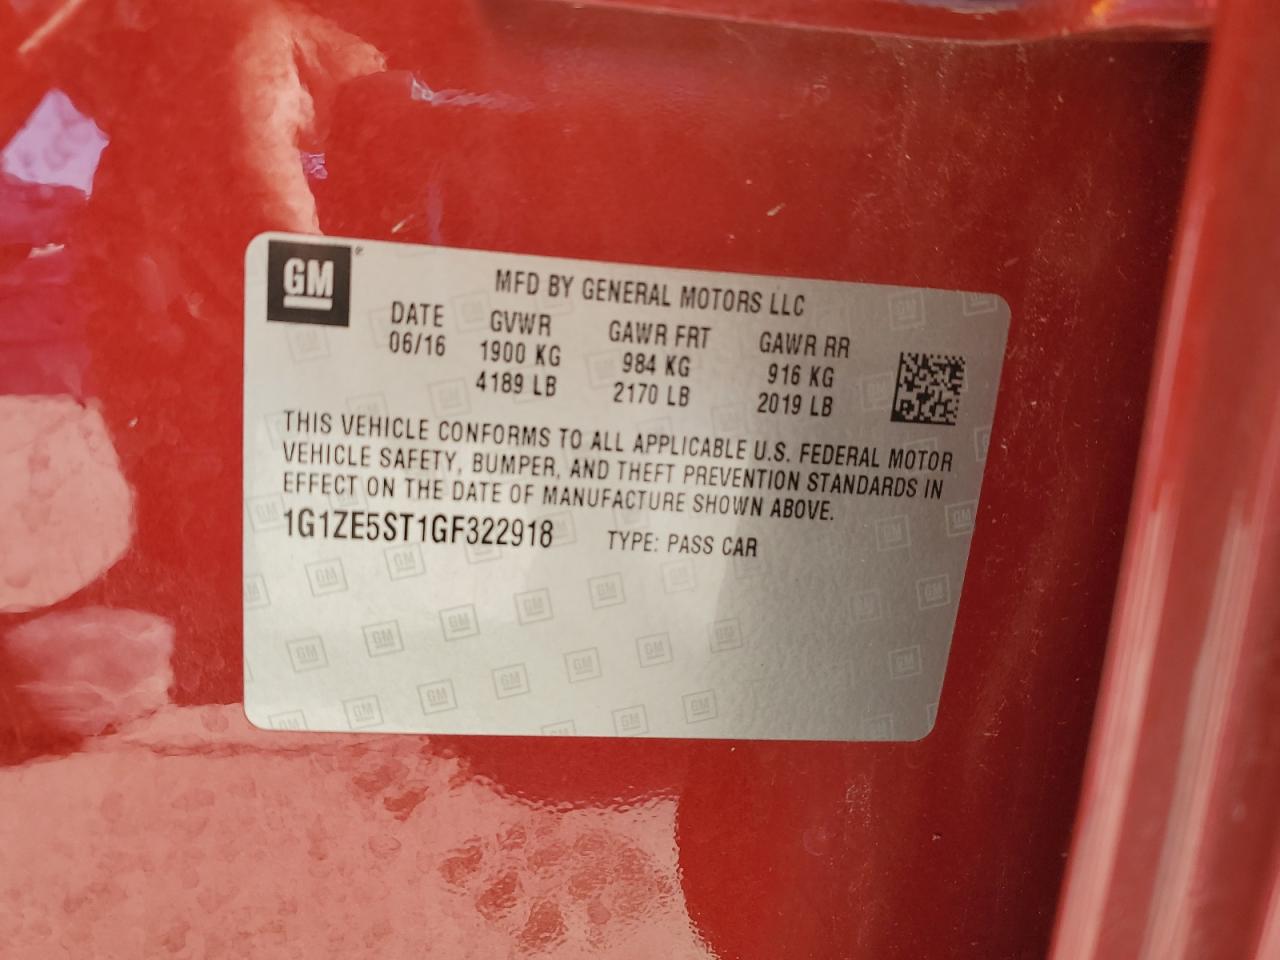 GM
MFD BY GENERAL MOTORS LLC
DATE GVWR GAWR FRT GAWR RR
06/16 1900 KG 984 KG 916 KG
4189 LB 2170 LB 2019 LB
THIS VEHICLE CONFORMS TO ALL APPLICABLE U.S. FEDERAL MOTOR
VEHICLE SAFETY, BUMPER, AND THEFT PREVENTION STANDARDS IN
EFFECT ON THE DATE OF MANUFACTURE SHOWN ABOVE.
1G1ZE5ST1GF322918 TYPE: PASS CAR